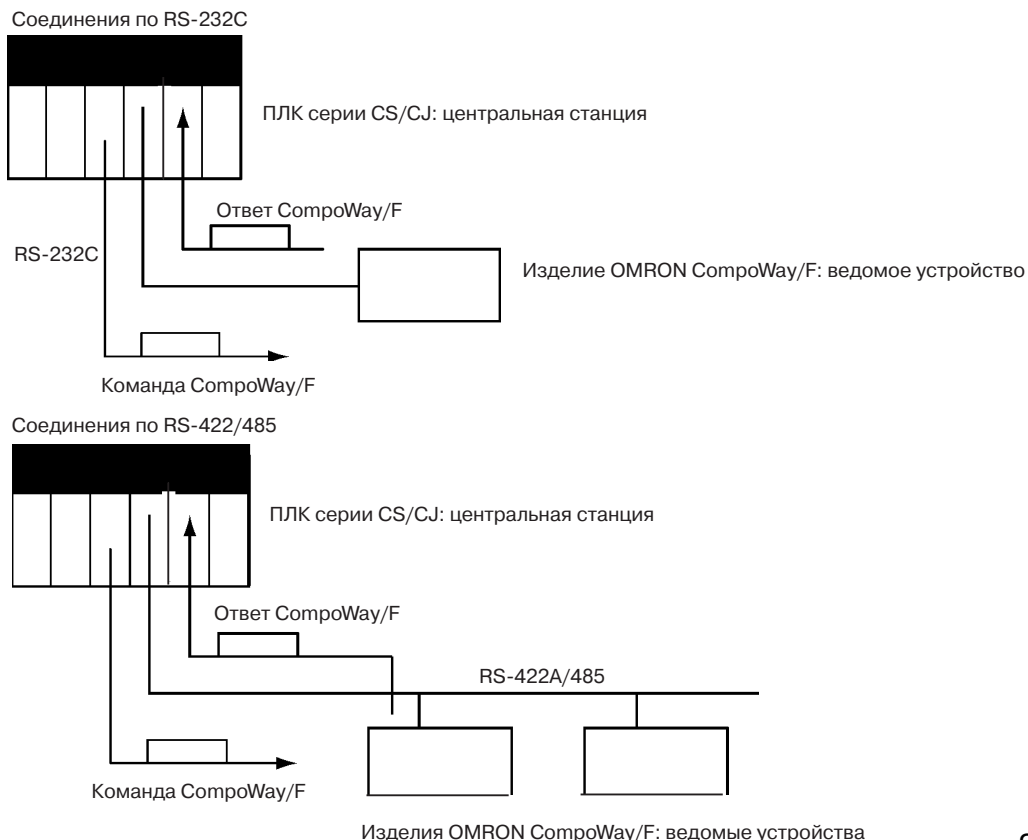 Соединения по RS-232C
ПЛК серии CS/CJ: центральная станция
Ответ CompoWay/F
RS-232C
Изделие OMRON CompoWay/F: ведомое устройство
Команда CompoWay/F
Соединения по RS-422/485
ПЛК серии CS/CJ: центральная станция
Ответ CompoWay/F
RS-422A/485
Команда CompoWay/F
Изделия OMRON CompoWay/F: ведомые устройства